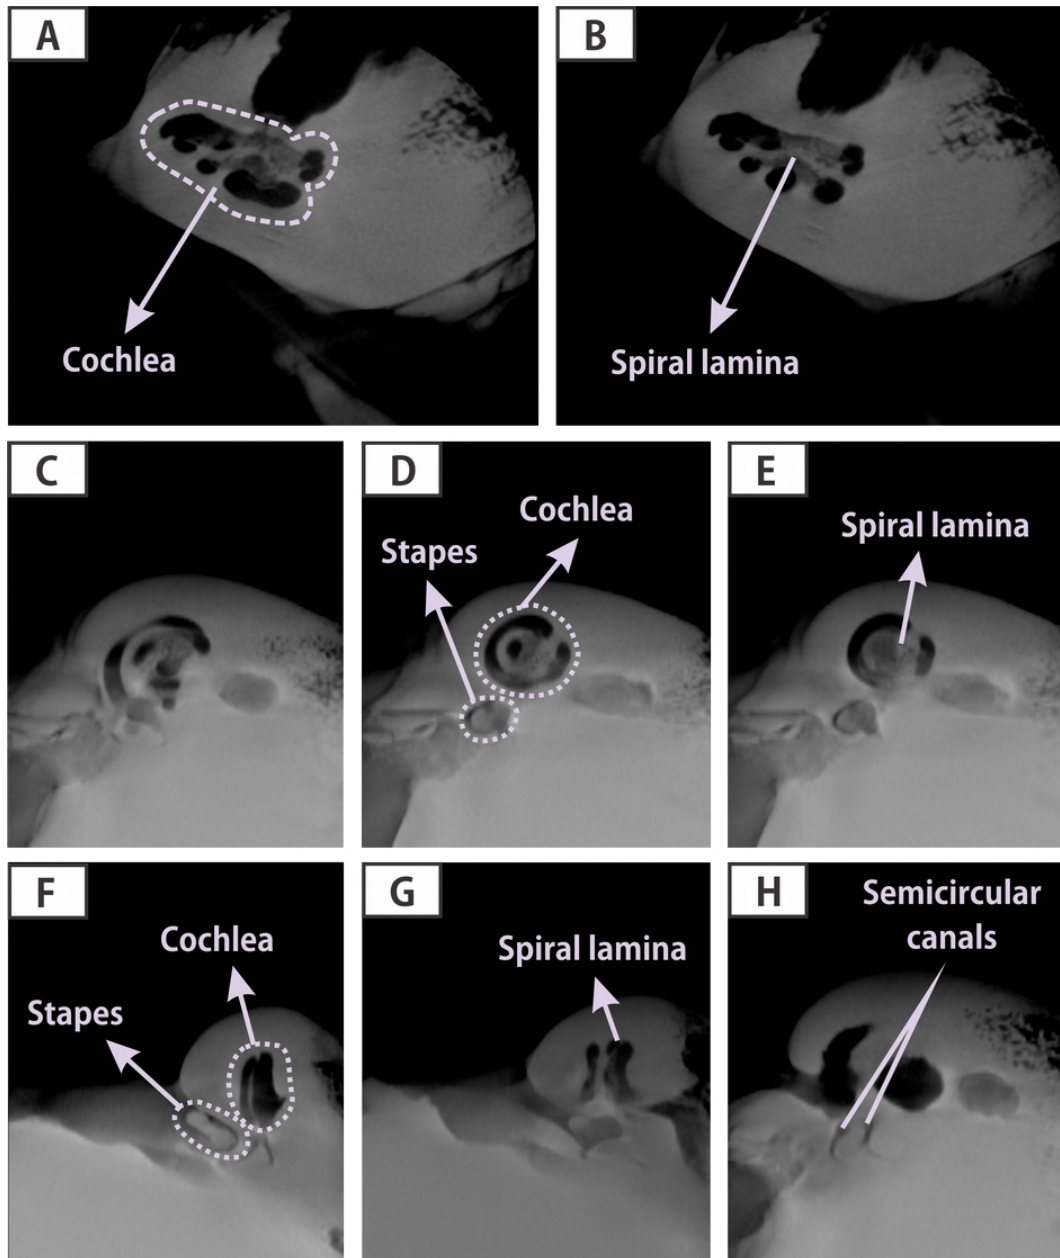 A
B
Cochlea
Spiral lamina
C
D
E
Cochlea
Stapes
Spiral lamina
F
G
H
Cochlea
Stapes
Spiral lamina
Semicircular
canals